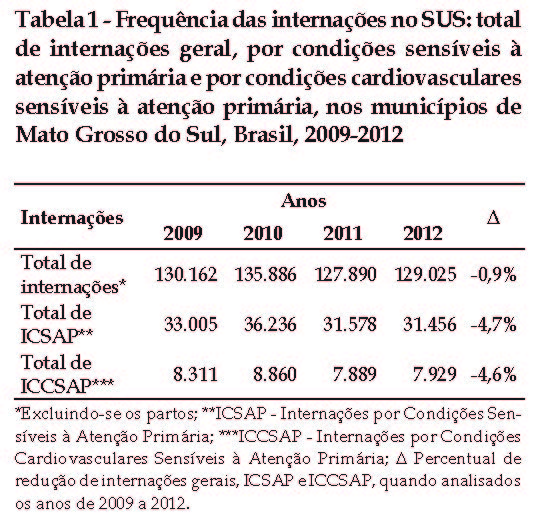 Tabela 1 - Frequência das internações no SUS: total
de internações geral, por condições sensíveis à
atenção primária e por condições cardiovasculares
sensíveis à atenção primária, nos municípios de
Mato Grosso do Sul, Brasil, 2009-2012
Internações Anos Δ
2009 2010 2011 2012
Total de
internações* 130.162 135.886 127.890 129.025 -0,9%
Total de
ICSAP** 33.005 36.236 31.578 31.456 -4,7%
Total de
ICCSAP*** 8.311 8.860 7.889 7.929 -4,6%
*Excluindo-se os partos; **ICSAP - Internações por Condições Sen-
síveis à Atenção Primária; ***ICCSAP - Internações por Condições
Cardiovasculares Sensíveis à Atenção Primária; Δ Percentual de
redução de internações gerais, ICSAP e ICCSAP, quando analisados
os anos de 2009 a 2012.